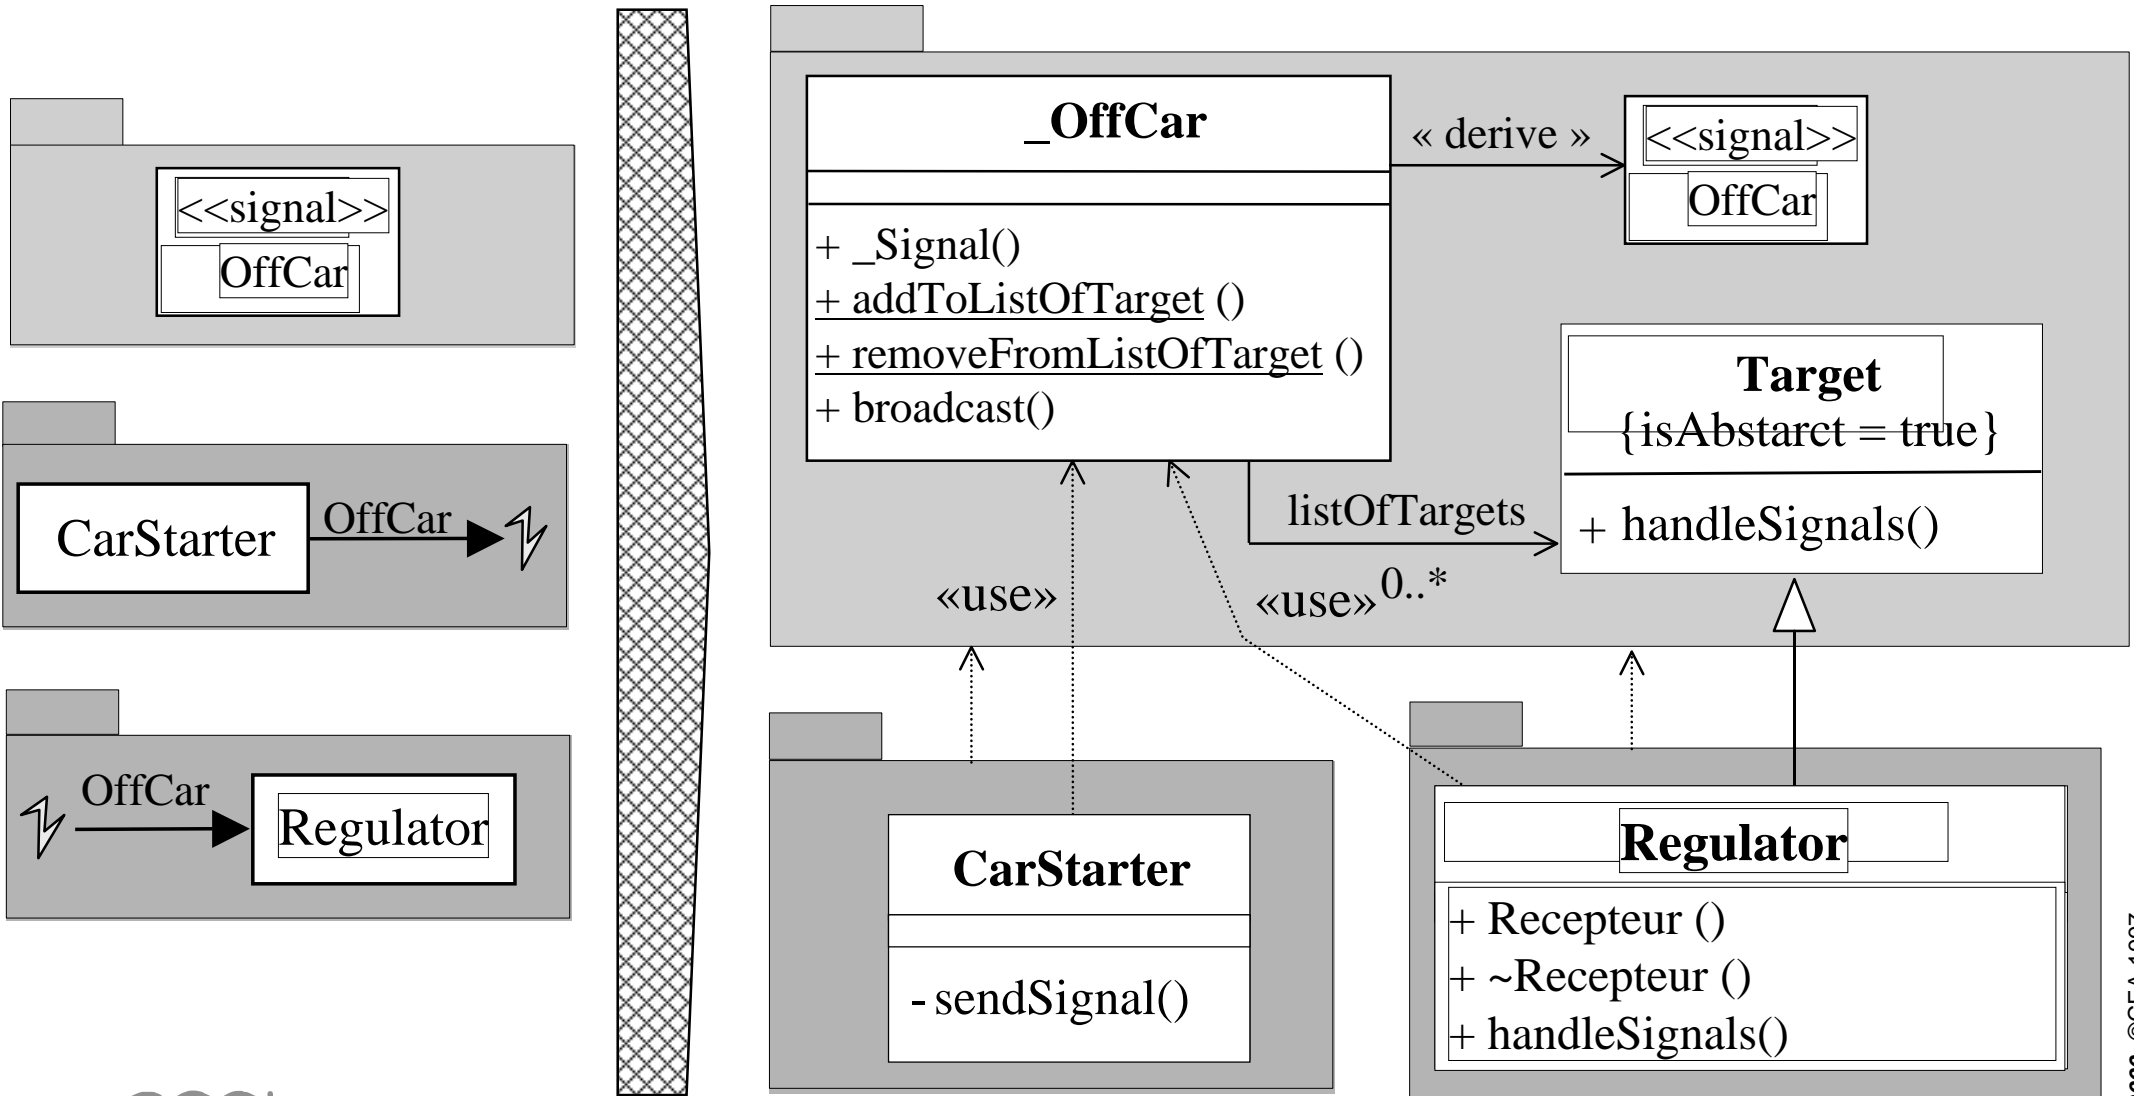 <<signal>>
OffCar
CarStarter
OffCar
OffCar
Regulator
_OffCar
+ _Signal()
+ addToListOfTarget ()
+ removeFromListOfTarget ()
+ broadcast()
« derive »
<<signal>>
OffCar
Target
{isAbstarct = true}
+ handleSignals()
listOfTargets
0..*
«use»
«use»
CarStarter
- sendSignal()
Regulator
+ Recepteur ()
+ ~Recepteur ()
+ handleSignals()